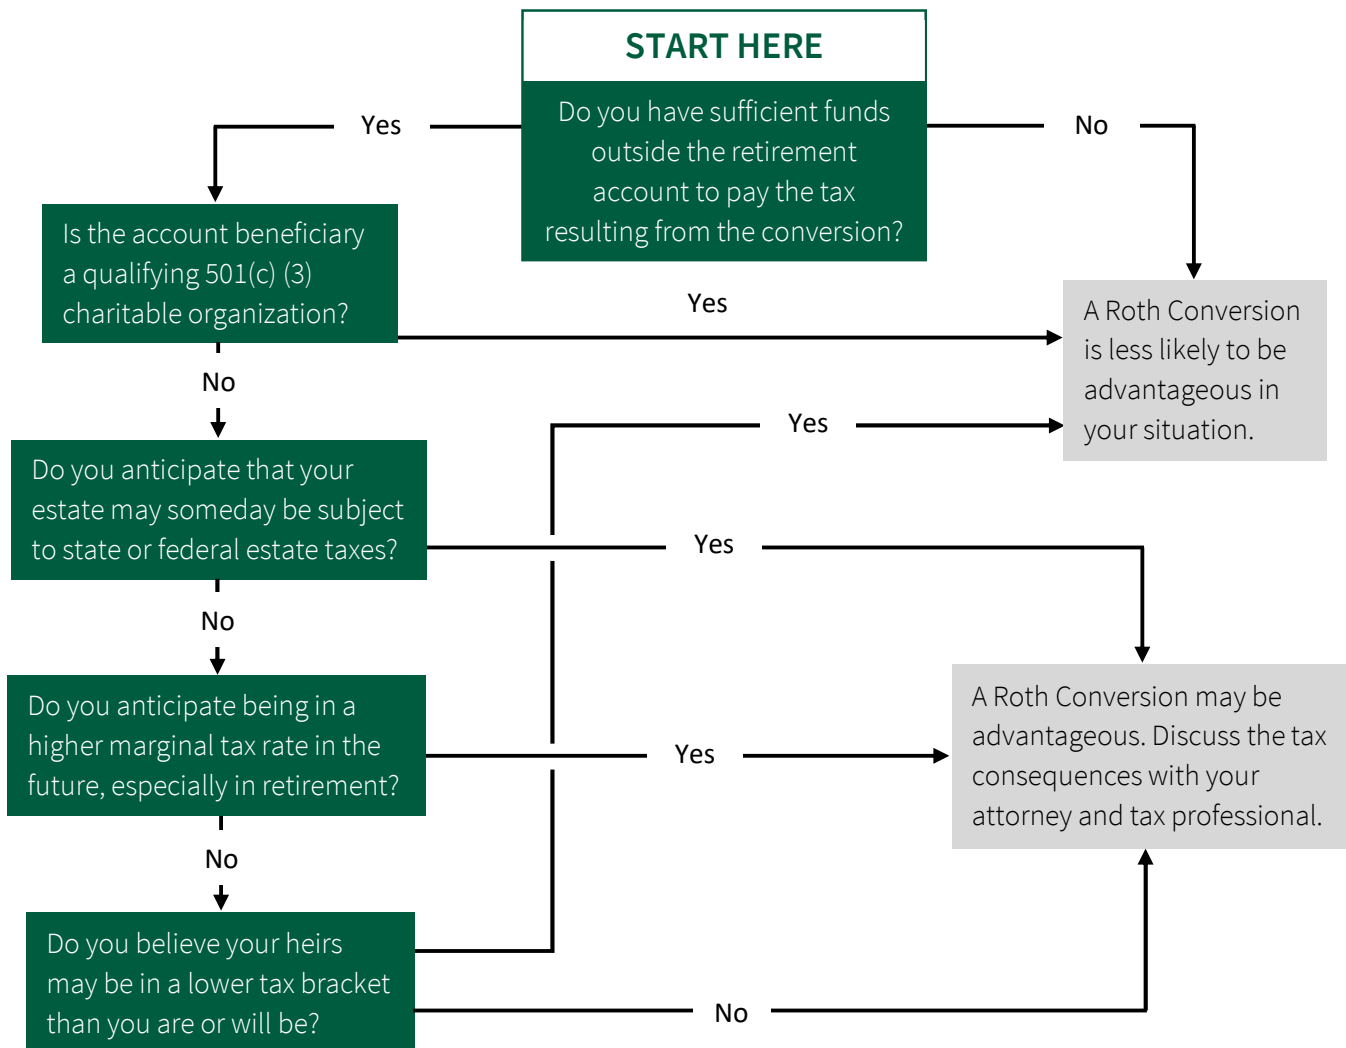 START HERE
Do you have sufficient funds
outside the retirement
account to pay the tax
resulting from the conversion?
Yes
No
Is the account beneficiary
a qualifying 501(c) (3)
charitable organization?
Yes
A Roth Conversion
is less likely to be
advantageous in
your situation.
No
Yes
Do you anticipate that your
estate may someday be subject
to state or federal estate taxes?
Yes
No
Do you anticipate being in a
higher marginal tax rate in the
future, especially in retirement?
Yes
A Roth Conversion may be
advantageous. Discuss the tax
consequences with your
attorney and tax professional.
No
Do you believe your heirs
may be in a lower tax bracket
than you are or will be?
No